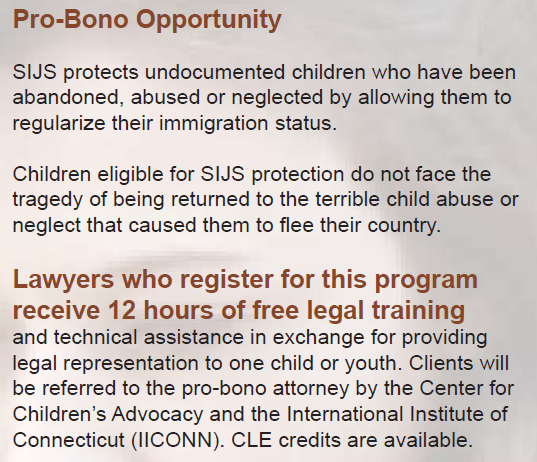 Pro-Bono Opportunity
SIJS protects undocumented children who have been
abandoned, abused or neglected by allowing them to
regularize their immigration status.
Children eligible for SIJS protection do not face the
tragedy of being returned to the terrible child abuse or
neglect that caused them to flee their country.
Lawyers who register for this program
receive 12 hours of free legal training
and technical assistance in exchange for providing
legal representation to one child or youth. Clients will
be referred to the pro-bono attorney by the Center for
Children’s Advocacy and the International Institute of
Connecticut (IICONN). CLE credits are available.